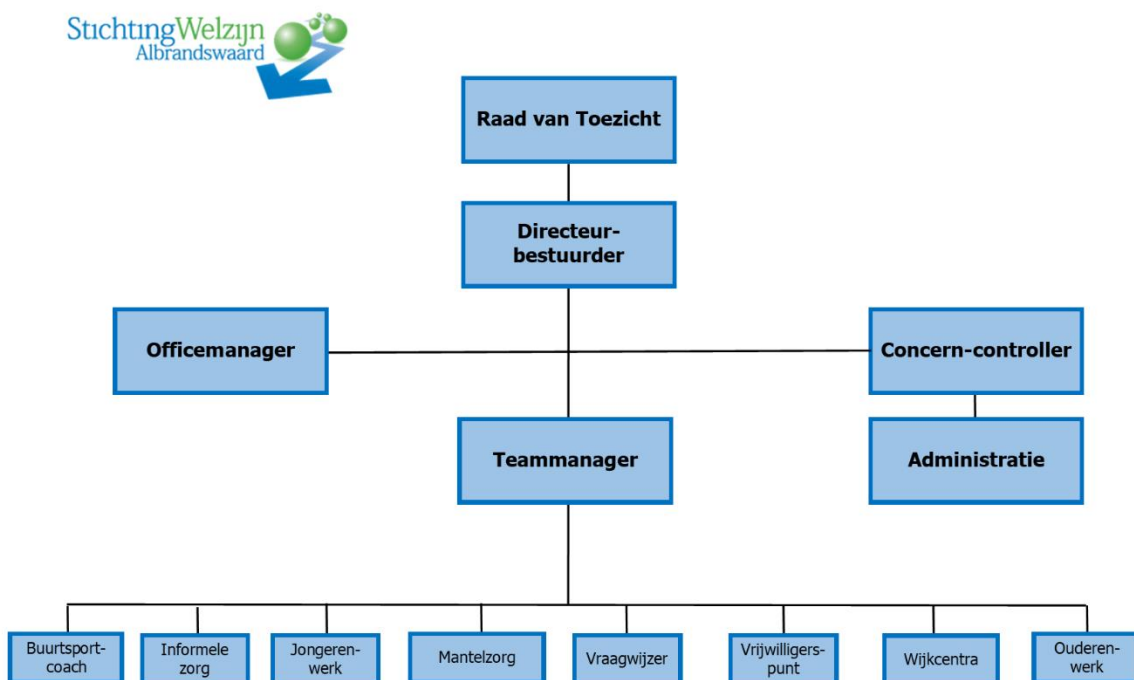 StichtingWelzijn
Albrandswaard
Raad van Toezicht
Directeur-
bestuurder
Officemanager
Concern-controller
Teammanager
Administratie
Buurtsport-
coach
Informele
zorg
Jongeren-
werk
Mantelzorg
Vraagwijzer
Vrijwilligers-
punt
Wijkcentra
Ouderen-
werk